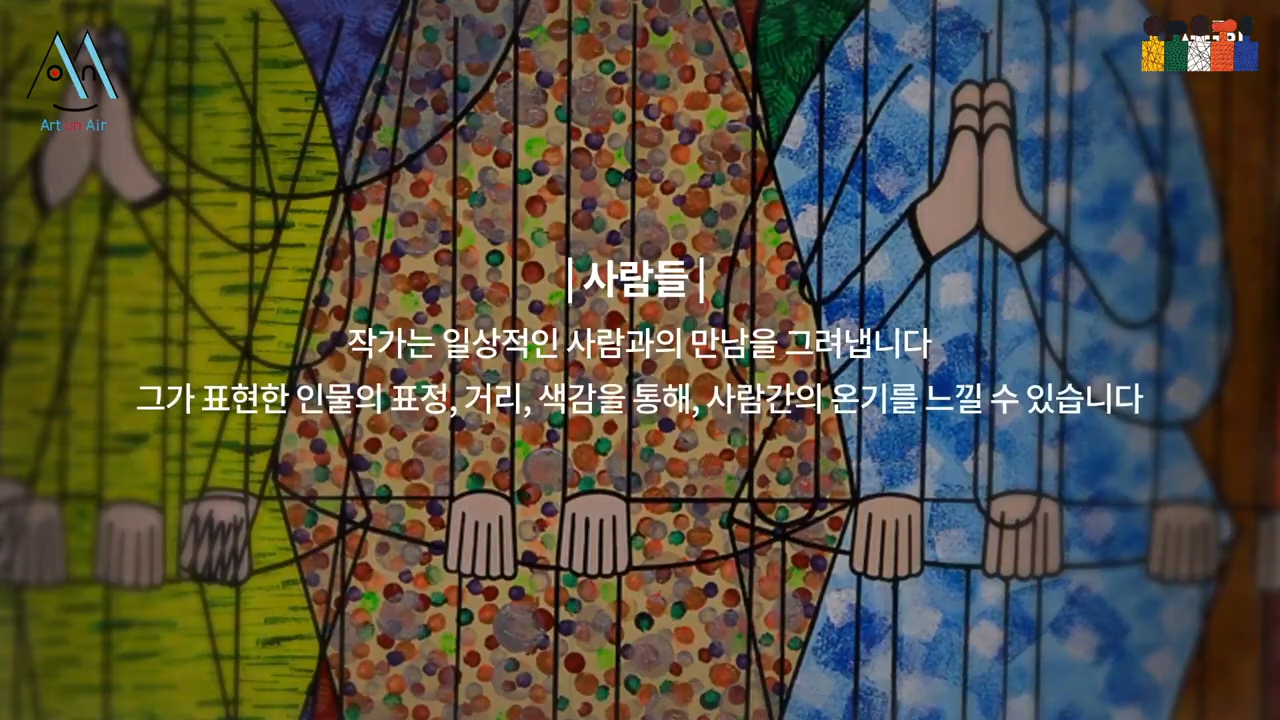 On
Art on Air
| 사람들 |
작가는 일상적인 사람과의 만남을 그려냅니다
그가 표현한 인물의 표정, 거리, 색감을 통해, 사람간의 온기를 느낄 수 있습니다